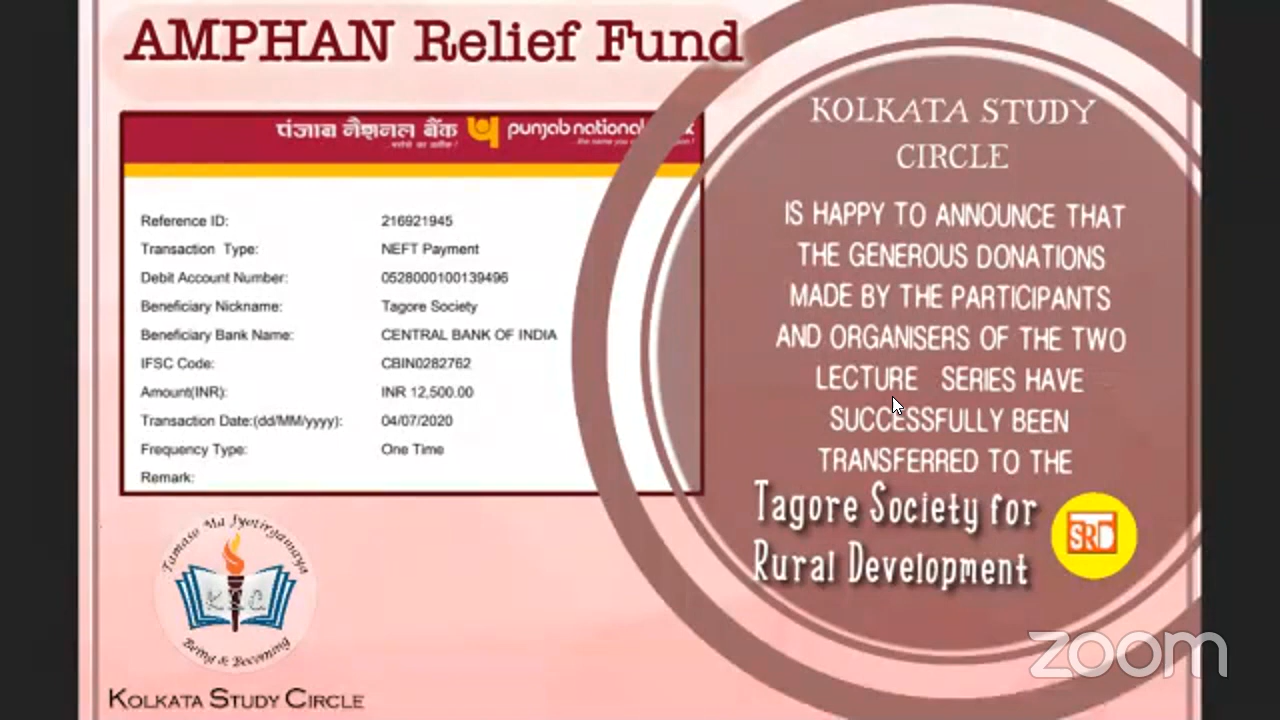 AMPHAN Relief Fund
पंजाब नैशनल बैंक punjab national
Reference ID: 216921945
Transaction Type: NEFT Payment
Debit Account Number: 0528000100139496
Beneficiary Nickname: Tagore Society
Beneficiary Bank Name: CENTRAL BANK OF INDIA
IFSC Code: CBIN0282762
Amount(INR): INR 12,500.00
Transaction Date:(dd/MM/yyyy): 04/07/2020
Frequency Type: One Time
Remark:
Tamaso Ma Jyotirgamaya
K S C
Being & Becoming
KOLKATA STUDY CIRCLE
KOLKATA STUDY
CIRCLE
IS HAPPY TO ANNOUNCE THAT
THE GENEROUS DONATIONS
MADE BY THE PARTICIPANTS
AND ORGANISERS OF THE TWO
LECTURE SERIES HAVE
SUCCESSFULLY BEEN
TRANSFERRED TO THE
Tagore Society for
Rural Development
SRD
zoom